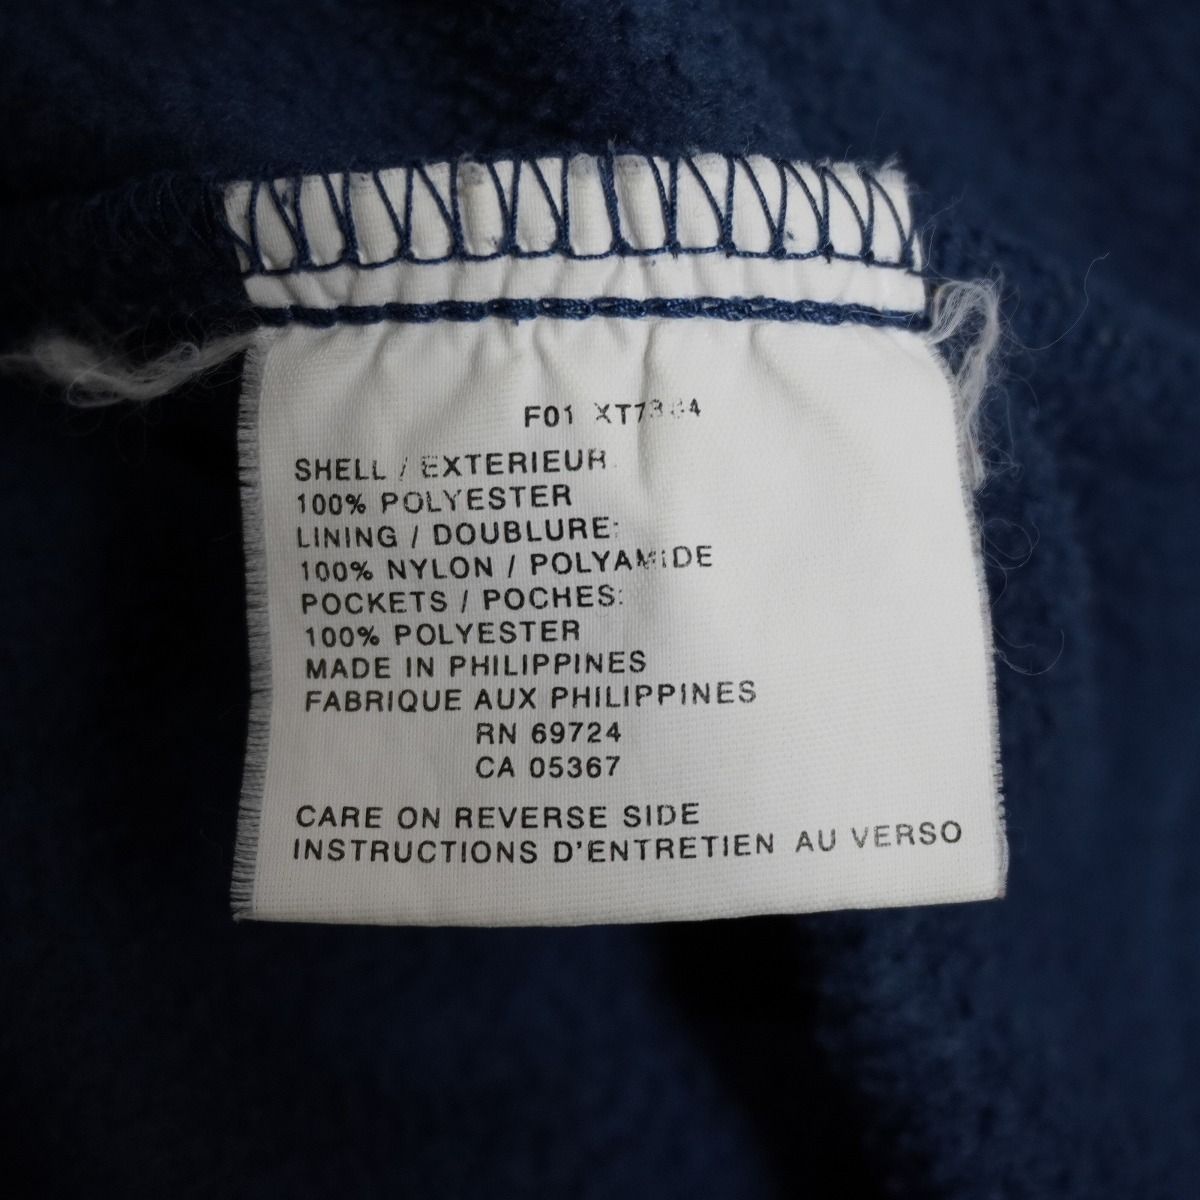 F01
SHELL / EXTERIEUR
100% POLYESTER
LINING / DOUBLURE:
100% NYLON / POLYAMIDE
POCKETS / POCHES:
100% POLYESTER
MADE IN PHILIPPINES
FABRIQUE AUX PHILIPPINES
RN 69724
CA 05367
CARE ON REVERSE SIDE
INSTRUCTIONS D'ENTRETIEN AU VERSO